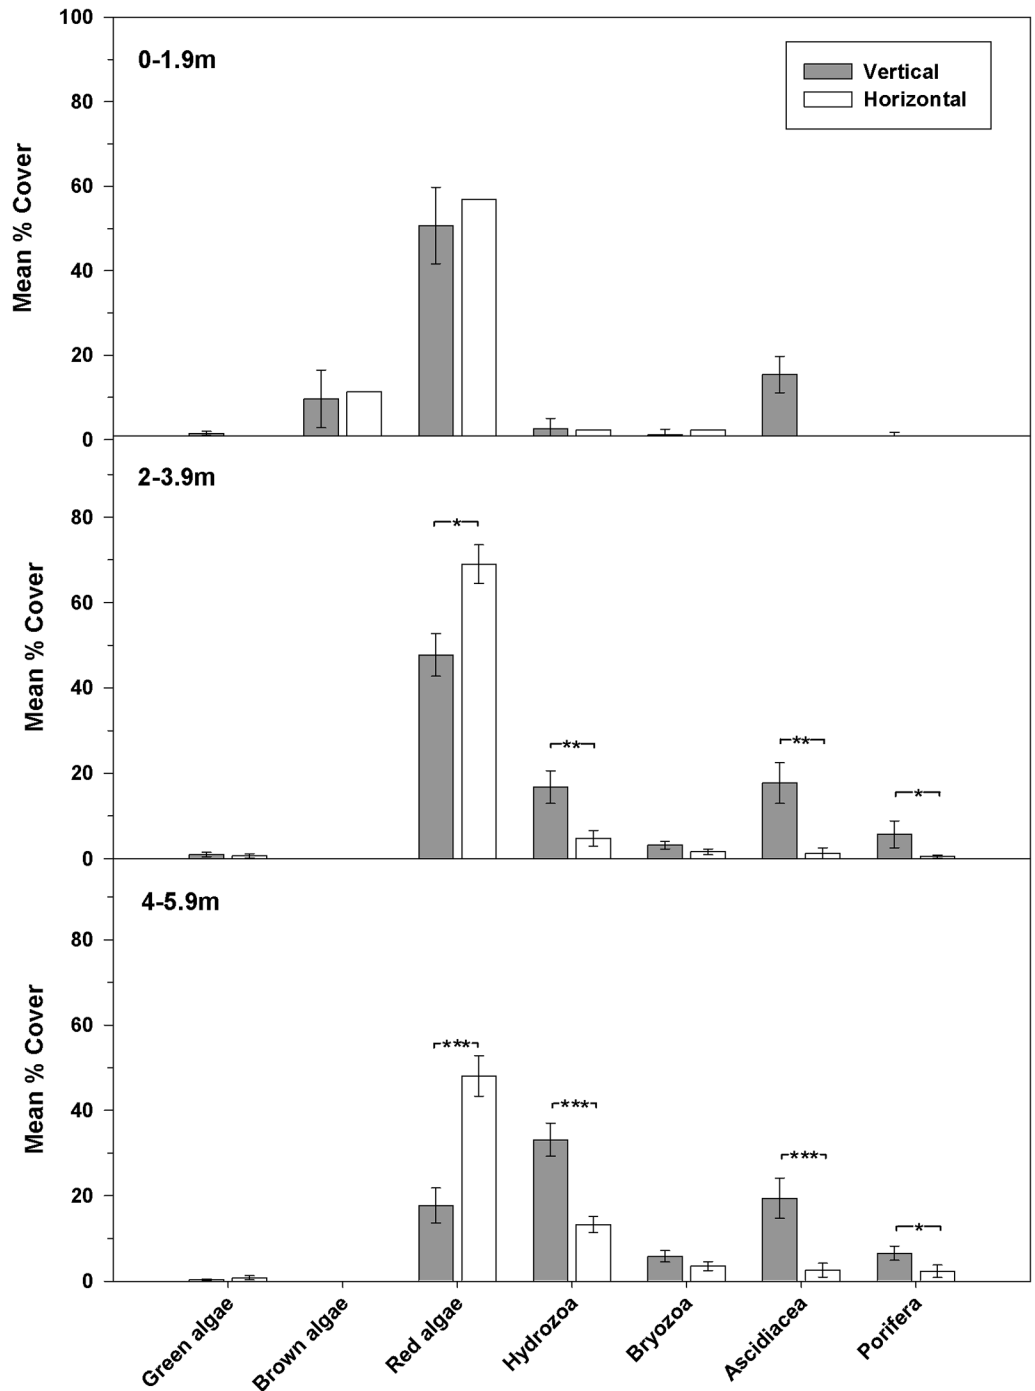 100
0-1.9m
Vertical
Horizontal
80
60
40
20
0
Mean % Cover
2-3.9m
80
*
60
40
**
**
*
20
0
Mean % Cover
4-5.9m
80
60
***
***
40
***
20
*
0
Mean % Cover
Green algae
Brown algae
Red algae
Hydrozoa
Bryozoa
Ascidiacea
Porifera